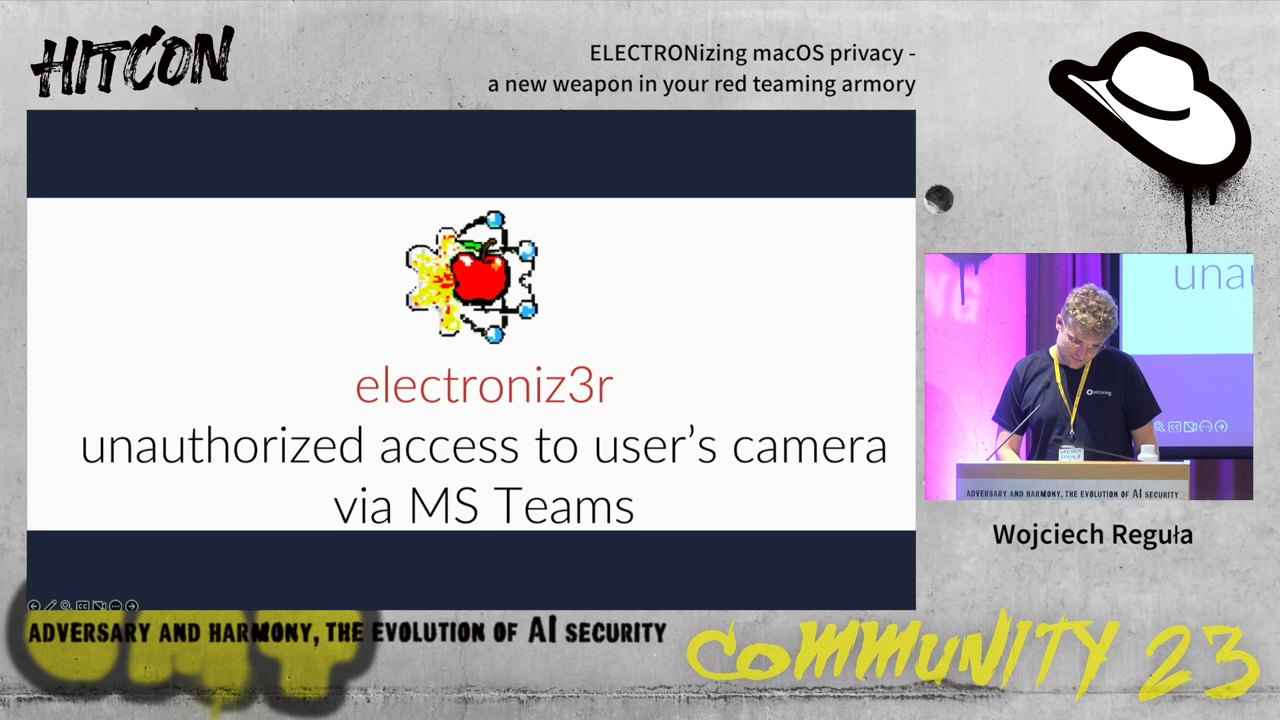 HITCON
ELECTRONizing macOS privacy -
a new weapon in your red teaming armory
electroniz3r
unauthorized access to user's camera
via MS Teams
unau
NG
securing
ADVERSARY AND HARMONY, THE EVOLUTION OF AI SECURITY
Wojciech Reguła
ADVERSARY AND HARMONY, THE EVOLUTION OF AI SECURITY
COMMUNITY 23